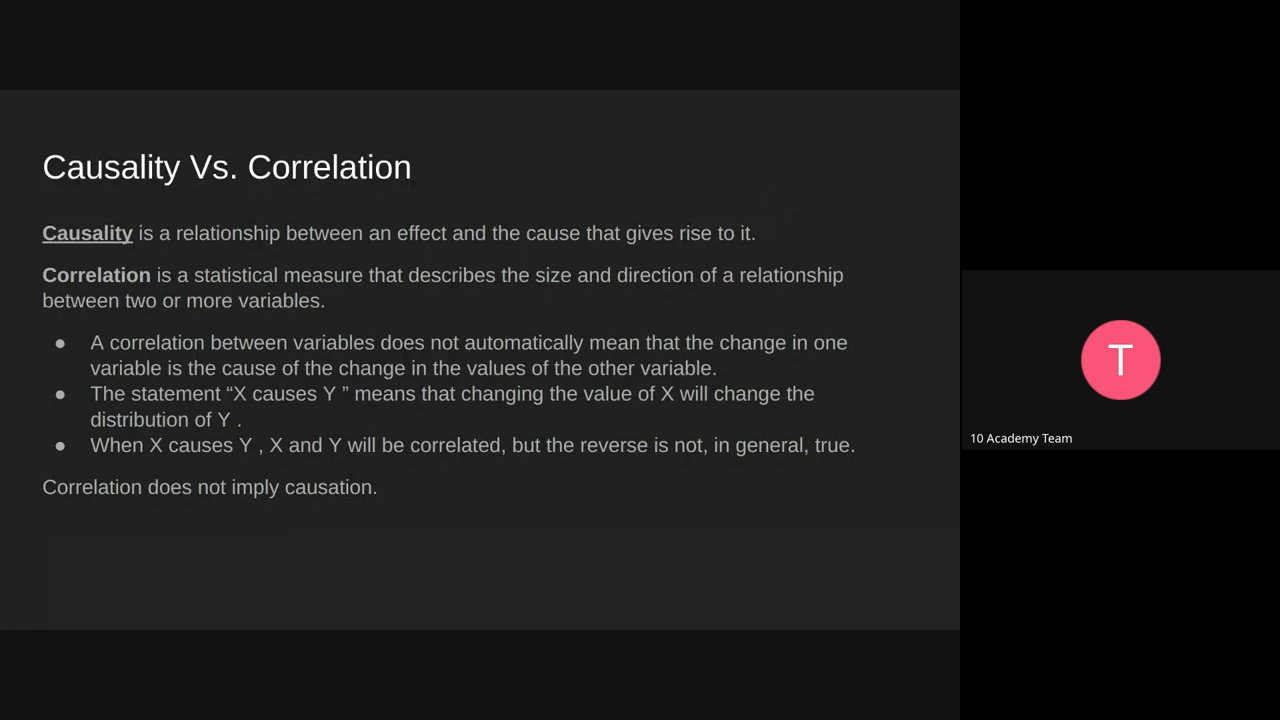 Causality Vs. Correlation
Causality is a relationship between an effect and the cause that gives rise to it.
Correlation is a statistical measure that describes the size and direction of a relationship
between two or more variables.
● A correlation between variables does not automatically mean that the change in one
variable is the cause of the change in the values of the other variable.
● The statement “X causes Y ” means that changing the value of X will change the
distribution of Y .
● When X causes Y , X and Y will be correlated, but the reverse is not, in general, true.
Correlation does not imply causation.
T
10 Academy Team